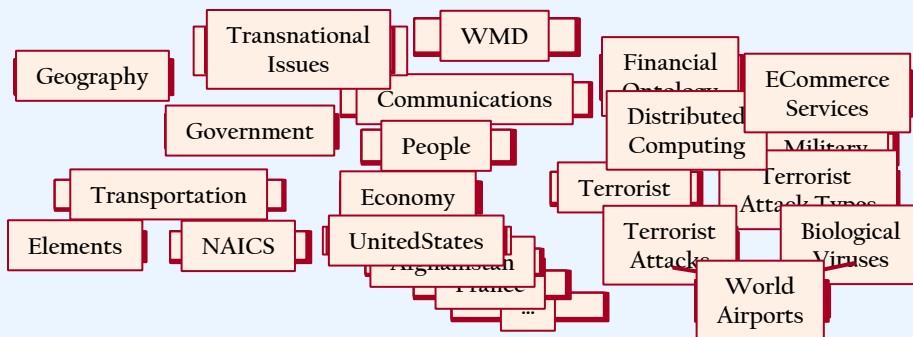 Transnational
Issues
WMD
Geography
Communications
Government
People
Financial
Ontology
ECommerce
Services
Distributed
Computing
Military
Transportation
Economy
Terrorist
Terrorist
Attack Types
Elements
NAICS
UnitedStates
Afghanistan
France
...
Terrorist
Attacks
Biological
Viruses
World
Airports